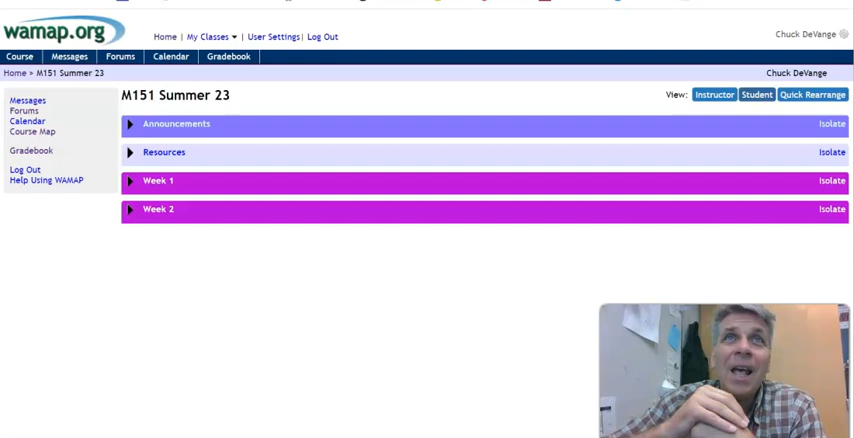 wamap.org
Home | My Classes | User Settings | Log Out
Chuck DeVange
Course Messages Forums Calendar Gradebook
Home > M151 Summer 23
Chuck DeVange
Messages
Forums
Calendar
Course Map
Gradebook
Log Out
Help Using WAMAP
M151 Summer 23
View: Instructor Student Quick Rearrange
Announcements Isolate
Resources Isolate
Week 1 Isolate
Week 2 Isolate